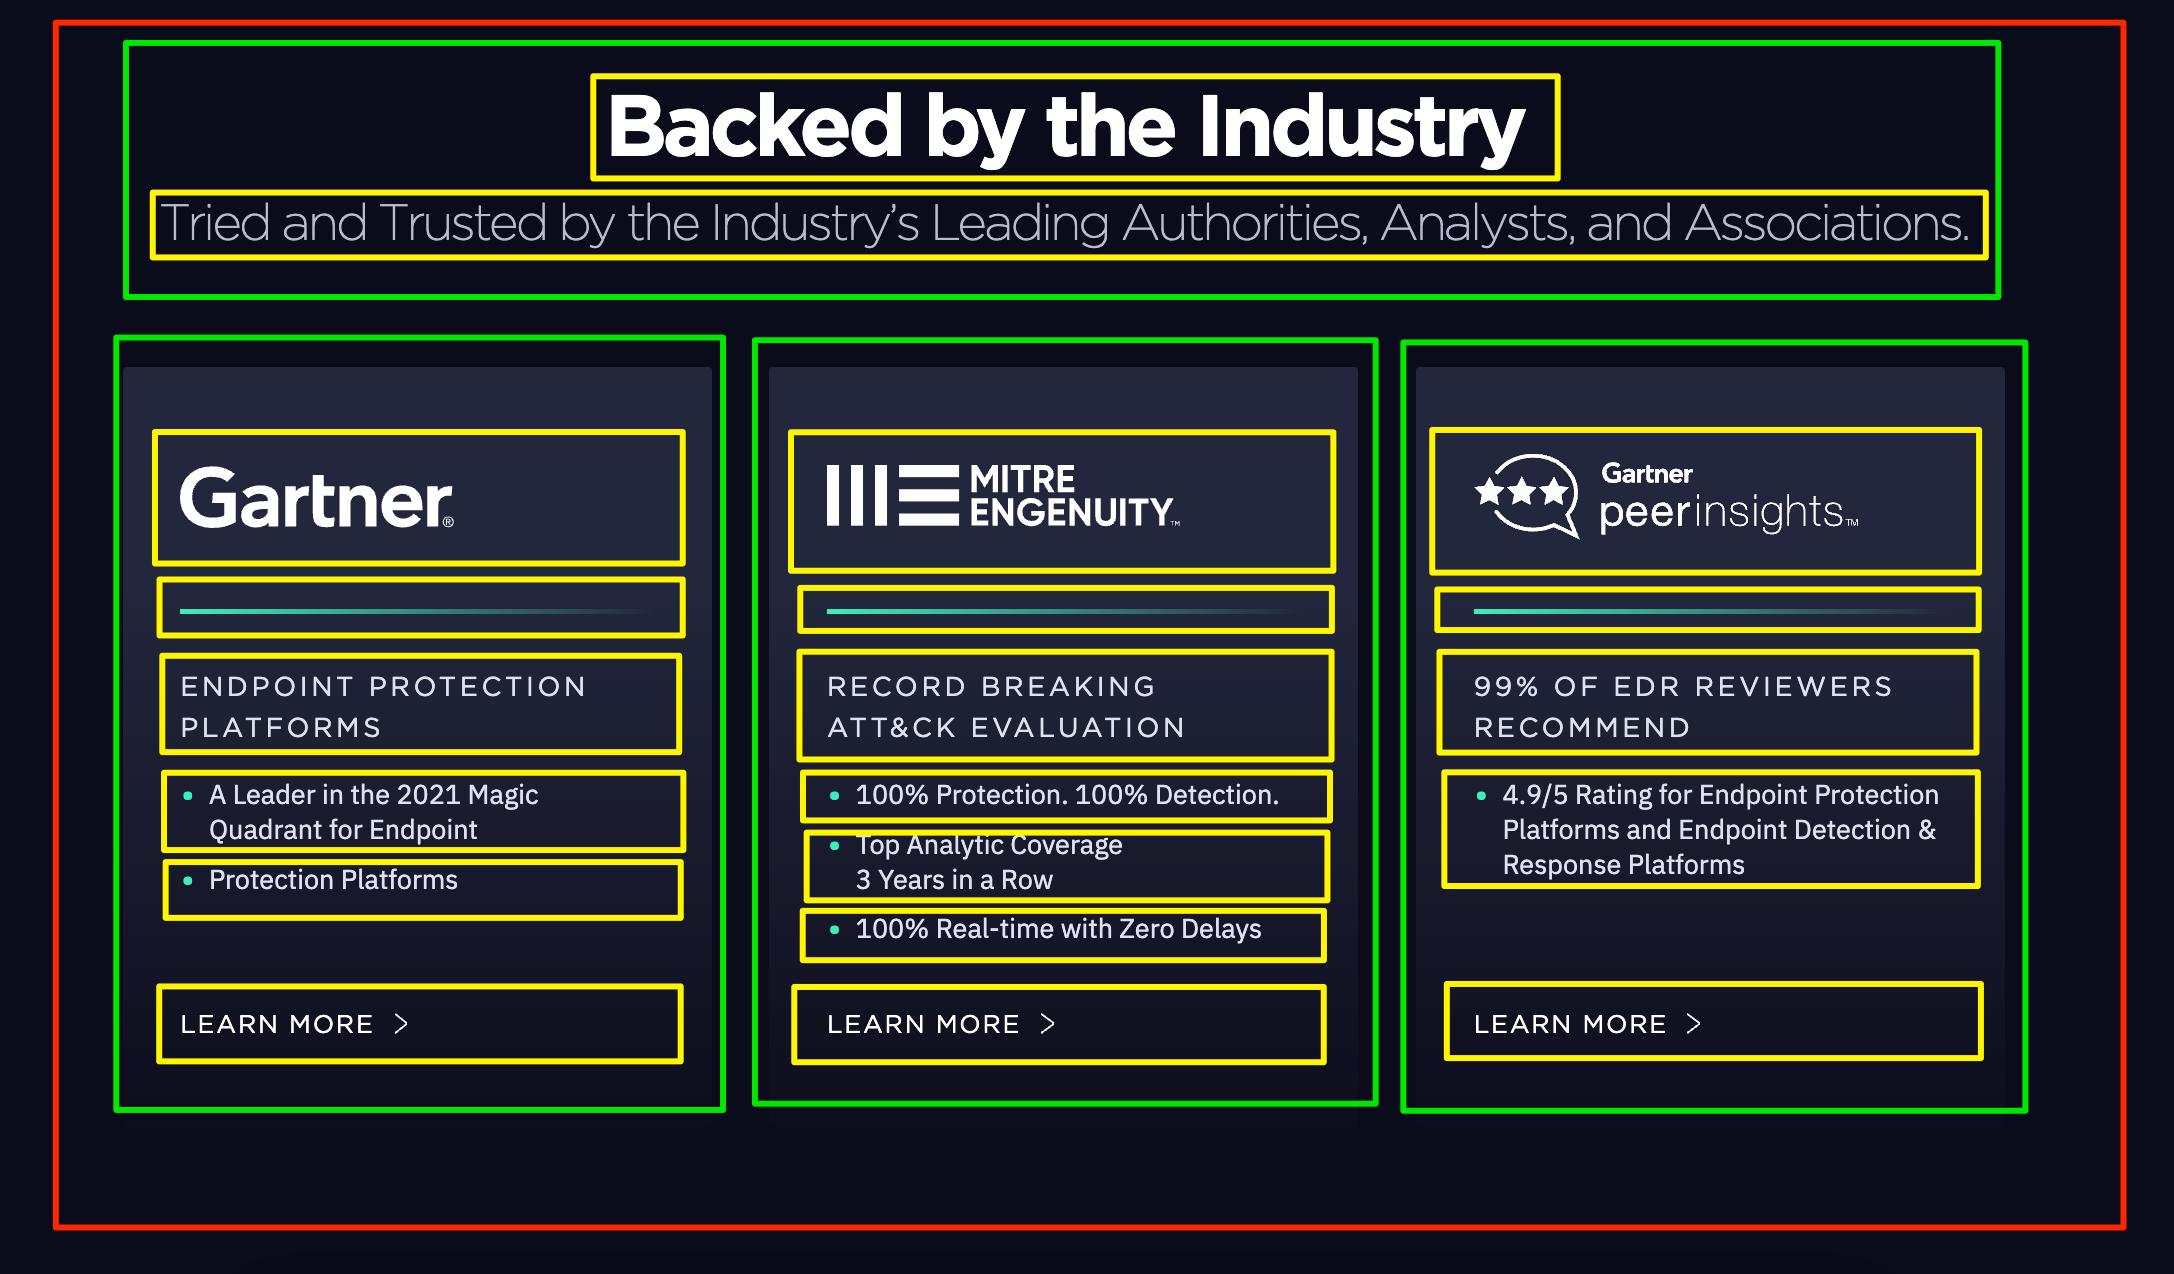 Backed by the Industry
Tried and Trusted by the Industry’s Leading Authorities, Analysts, and Associations.
Gartner®
ENDPOINT PROTECTION
PLATFORMS
• A Leader in the 2021 Magic
Quadrant for Endpoint
• Protection Platforms
LEARN MORE >
MITRE
ENGENUITY™
RECORD BREAKING
ATT&CK EVALUATION
• 100% Protection. 100% Detection.
• Top Analytic Coverage
3 Years in a Row
• 100% Real-time with Zero Delays
LEARN MORE >
Gartner
peerinsights™
99% OF EDR REVIEWERS
RECOMMEND
• 4.9/5 Rating for Endpoint Protection
Platforms and Endpoint Detection &
Response Platforms
LEARN MORE >